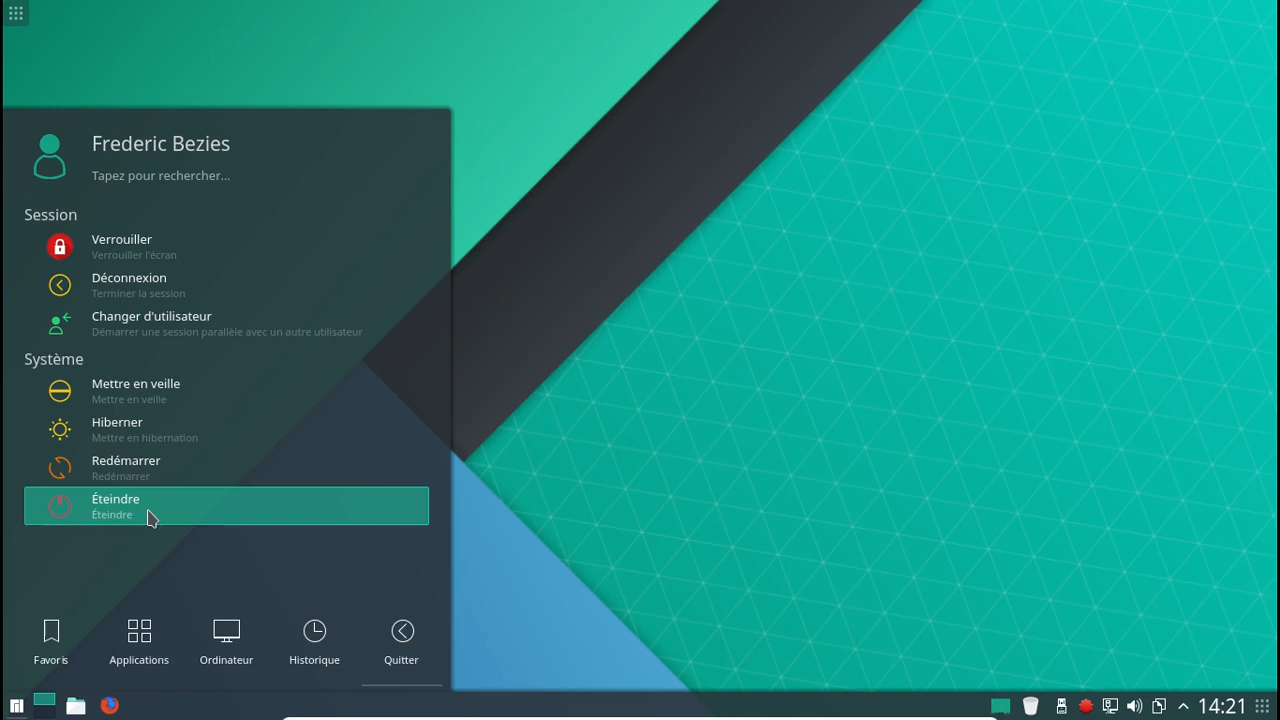 Frederic Bezies
Tapez pour rechercher...
Session
Verrouiller
Verrouiller l'écran
Déconnexion
Terminer la session
Changer d'utilisateur
Démarrer une session parallèle avec un autre utilisateur
Système
Mettre en veille
Mettre en veille
Hiberner
Mettre en hibernation
Redémarrer
Redémarrer
Éteindre
Éteindre
Favoris
Applications
Ordinateur
Historique
Quitter
14:21